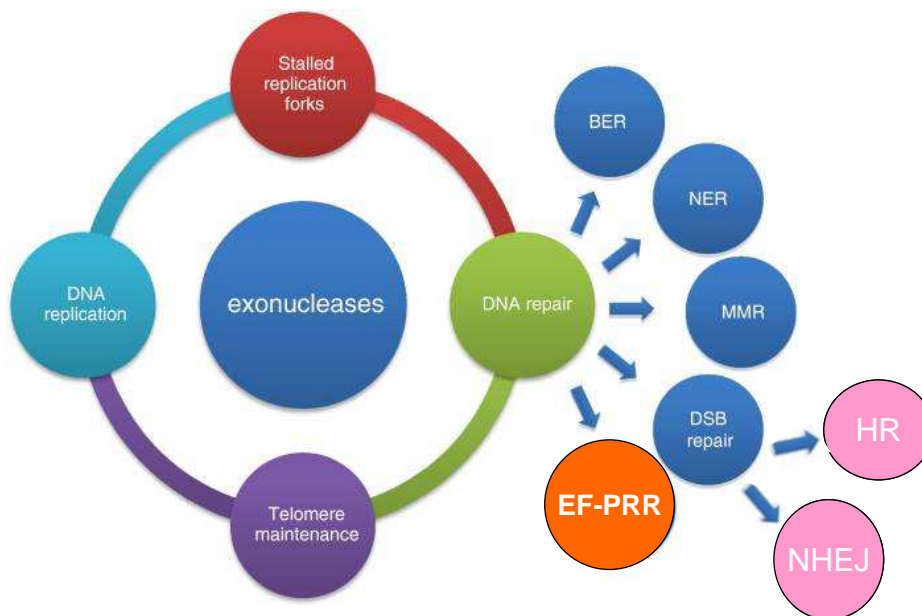 Stalled
replication
forks
BER
NER
DNA
replication
exonucleases
DNA repair
MMR
DSB
repair
HR
EF-PRR
Telomere
maintenance
NHEJ